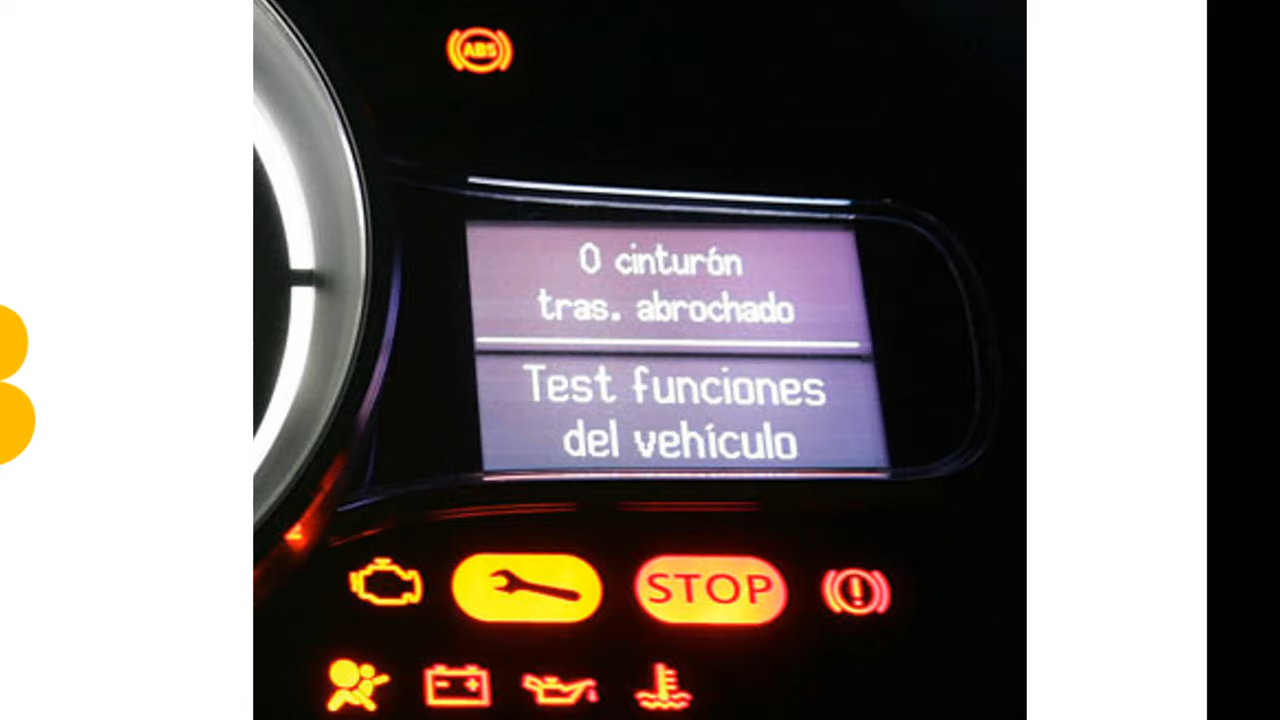 ABS
0 cinturón
tras. abrochado
Test funciones
del vehículo
STOP